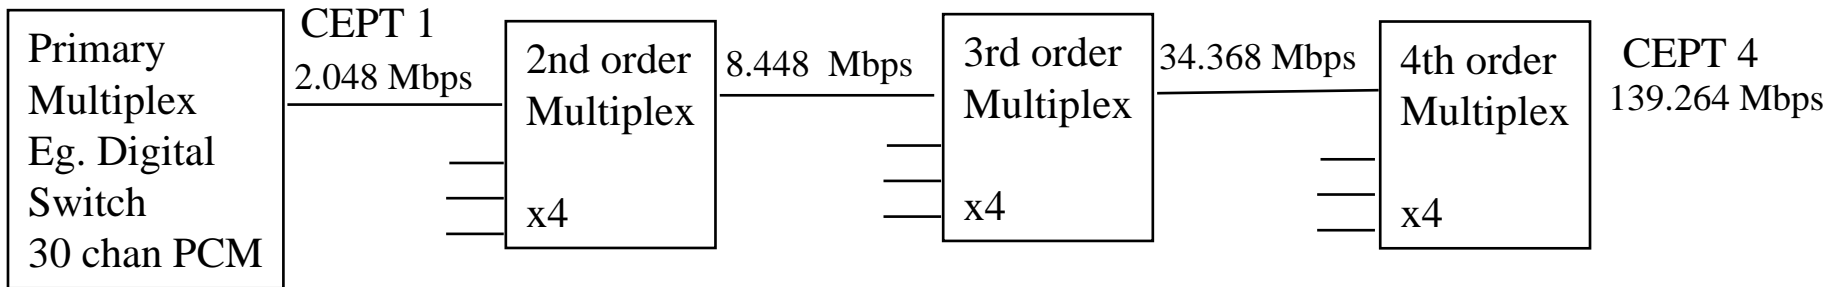 Primary
Multiplex
Eg. Digital
Switch
30 chan PCM
CEPT 1
2.048 Mbps
2nd order
Multiplex
x4
8.448 Mbps
3rd order
Multiplex
x4
34.368 Mbps
4th order
Multiplex
x4
CEPT 4
139.264 Mbps